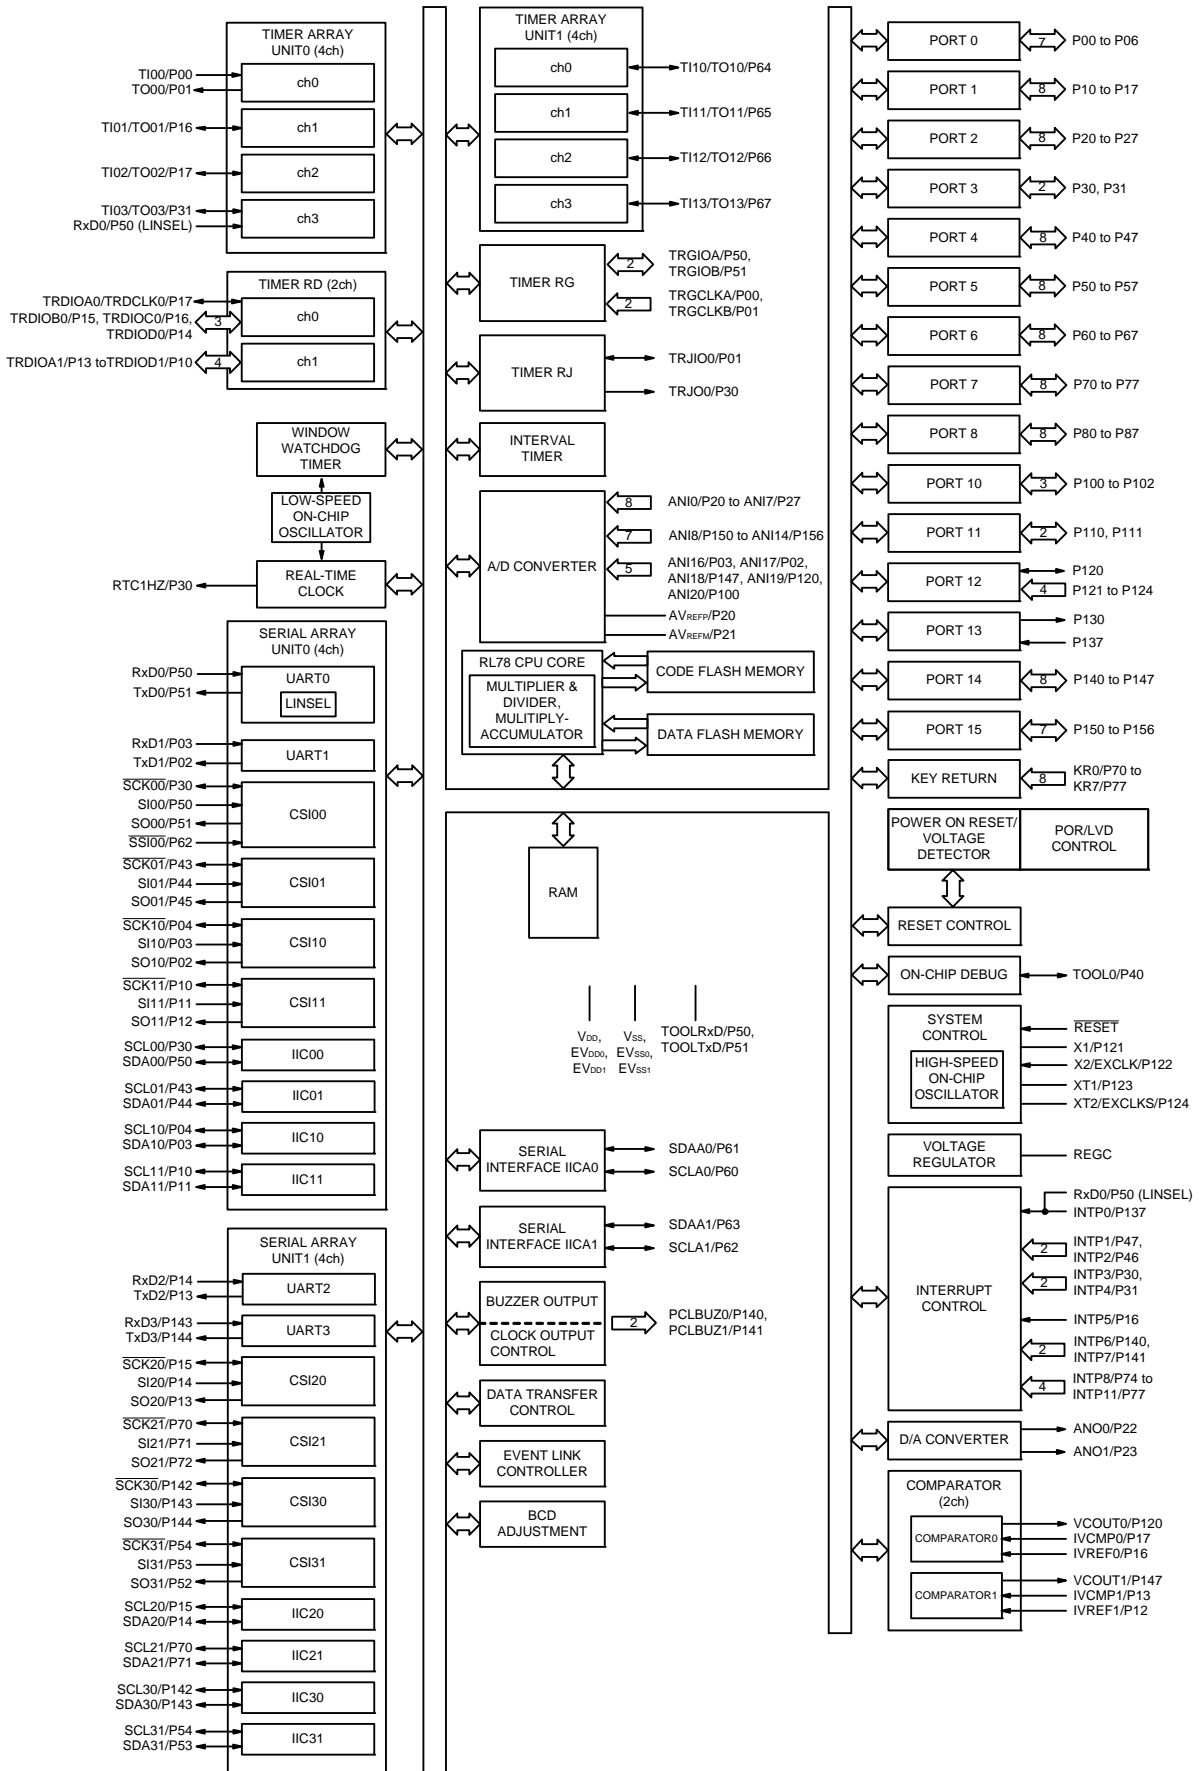 TIMER ARRAY
UNIT0 (4ch)
TI00/P00
TO00/P01
ch0
TI01/TO01/P16
ch1
TI02/TO02/P17
ch2
TI03/TO03/P31
RxD0/P50 (LINSEL)
ch3
TIMER RD (2ch)
TRDIOA0/TRDCLK0/P17
TRDIOB0/P15, TRDIOC0/P16,
TRDIOD0/P14
3
ch0
TRDIOA1/P13 toTRDIOD1/P10
4
ch1
WINDOW
WATCHDOG
TIMER
LOW-SPEED
ON-CHIP
OSCILLATOR
RTC1HZ/P30
REAL-TIME
CLOCK
SERIAL ARRAY
UNIT0 (4ch)
RxD0/P50
TxD0/P51
UART0
LINSEL
RxD1/P03
TxD1/P02
UART1
SCK00/P30
SI00/P50
SO00/P51
SSI00/P62
CSI00
SCK01/P43
SI01/P44
SO01/P45
CSI01
SCK10/P04
SI10/P03
SO10/P02
CSI10
SCK11/P10
SI11/P11
SO11/P12
CSI11
SCL00/P30
SDA00/P50
IIC00
SCL01/P43
SDA01/P44
IIC01
SCL10/P04
SDA10/P03
IIC10
SCL11/P10
SDA11/P11
IIC11
SERIAL ARRAY
UNIT1 (4ch)
RxD2/P14
TxD2/P13
UART2
RxD3/P143
TxD3/P144
UART3
SCK20/P15
SI20/P14
SO20/P13
CSI20
SCK21/P70
SI21/P71
SO21/P72
CSI21
SCK30/P142
SI30/P143
SO30/P144
CSI30
SCK31/P54
SI31/P53
SO31/P52
CSI31
SCL20/P15
SDA20/P14
IIC20
SCL21/P70
SDA21/P71
IIC21
SCL30/P142
SDA30/P143
IIC30
SCL31/P54
SDA31/P53
IIC31
TIMER ARRAY
UNIT1 (4ch)
ch0
TI10/TO10/P64
ch1
TI11/TO11/P65
ch2
TI12/TO12/P66
ch3
TI13/TO13/P67
TIMER RG
2
TRGIOA/P50,
TRGIOB/P51
2
TRGCLKA/P00,
TRGCLKB/P01
TIMER RJ
TRJIO0/P01
TRJO0/P30
INTERVAL
TIMER
A/D CONVERTER
8
ANI0/P20 to ANI7/P27
7
ANI8/P150 to ANI14/P156
5
ANI16/P03, ANI17/P02,
ANI18/P147, ANI19/P120,
ANI20/P100
AVREFP/P20
AVREFM/P21
RL78 CPU CORE
MULTIPLIER &
DIVIDER,
MULITIPLY-
ACCUMULATOR
CODE FLASH MEMORY
DATA FLASH MEMORY
RAM
VDD,
EVDD0,
EVDD1
VSS,
EVSS0,
EVSS1
TOOLRxD/P50,
TOOLTxD/P51
SERIAL
INTERFACE IICA0
SDAA0/P61
SCLA0/P60
SERIAL
INTERFACE IICA1
SDAA1/P63
SCLA1/P62
BUZZER OUTPUT
CLOCK OUTPUT
CONTROL
2
PCLBUZ0/P140,
PCLBUZ1/P141
DATA TRANSFER
CONTROL
EVENT LINK
CONTROLLER
BCD
ADJUSTMENT
PORT 0
7
P00 to P06
PORT 1
8
P10 to P17
PORT 2
8
P20 to P27
PORT 3
2
P30, P31
PORT 4
8
P40 to P47
PORT 5
8
P50 to P57
PORT 6
8
P60 to P67
PORT 7
8
P70 to P77
PORT 8
8
P80 to P87
PORT 10
3
P100 to P102
PORT 11
2
P110, P111
PORT 12
P120
4
P121 to P124
PORT 13
P130
P137
PORT 14
8
P140 to P147
PORT 15
7
P150 to P156
KEY RETURN
8
KR0/P70 to
KR7/P77
POWER ON RESET/
VOLTAGE
DETECTOR
POR/LVD
CONTROL
RESET CONTROL
ON-CHIP DEBUG
TOOL0/P40
SYSTEM
CONTROL
HIGH-SPEED
ON-CHIP
OSCILLATOR
RESET
X1/P121
X2/EXCLK/P122
XT1/P123
XT2/EXCLKS/P124
VOLTAGE
REGULATOR
REGC
INTERRUPT
CONTROL
RxD0/P50 (LINSEL)
INTP0/P137
2
INTP1/P47,
INTP2/P46
2
INTP3/P30,
INTP4/P31
INTP5/P16
2
INTP6/P140,
INTP7/P141
4
INTP8/P74 to
INTP11/P77
D/A CONVERTER
ANO0/P22
ANO1/P23
COMPARATOR
(2ch)
COMPARATOR0
VCOUT0/P120
IVCMP0/P17
IVREF0/P16
COMPARATOR1
VCOUT1/P147
IVCMP1/P13
IVREF1/P12